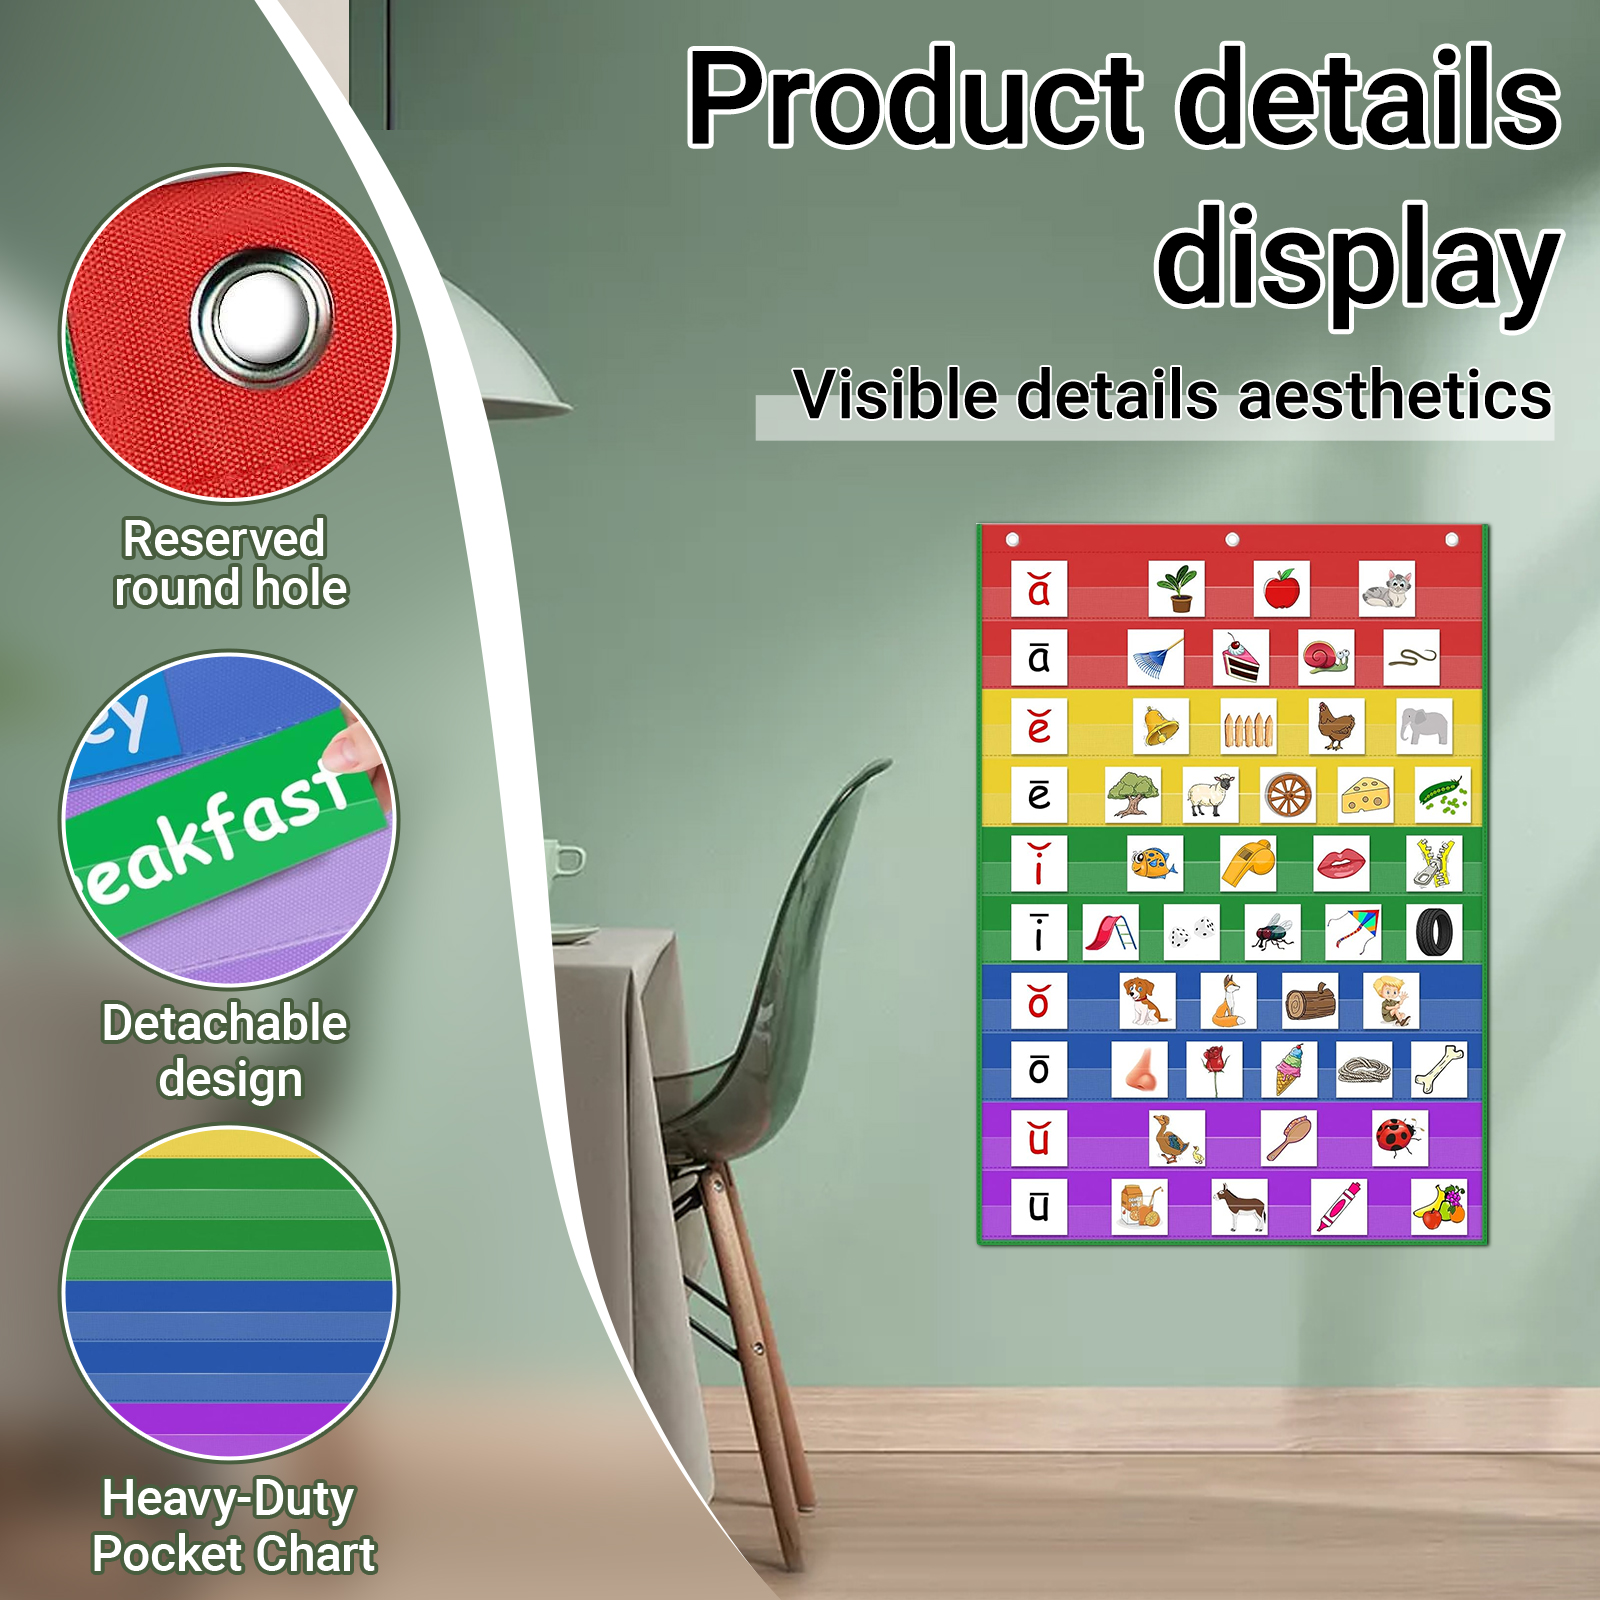 Product details
display
Visible details aesthetics
Reserved
round hole
ey
eakfast
Detachable
design
Heavy-Duty
Pocket Chart
ă
ā
ĕ
ē
ĭ
ī
ŏ
ō
ŭ
ū